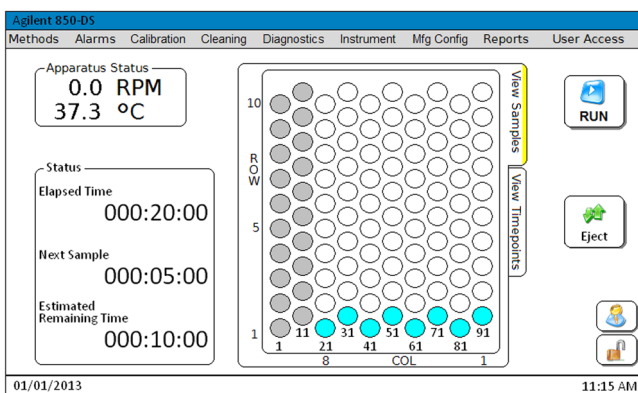 Agilent 850-DS
Methods Alarms Calibration Cleaning Diagnostics Instrument Mfg Config Reports User Access
Apparatus Status
0.0 RPM
37.3 ºC
Status
Elapsed Time
000:20:00
Next Sample
000:05:00
Estimated
Remaining Time
000:10:00
10
ROW
5
1
1 11 21 31 41 51 61 71 81 91
8 COL 1
View Samples
View Timepoints
RUN
Eject
01/01/2013 11:15 AM